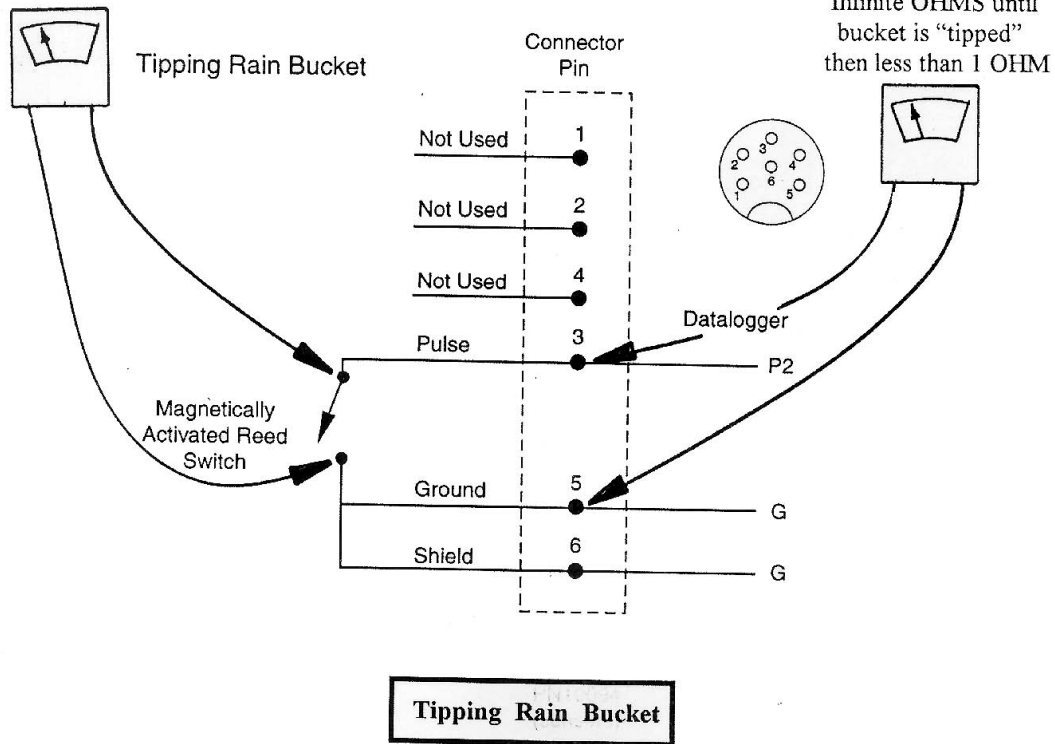 Infinite OHMS until
bucket is “tipped”
then less than 1 OHM
Tipping Rain Bucket
Connector
Pin
Not Used 1
3
2 4
6
1 5
Not Used 2
Not Used 4
Datalogger
Pulse 3
P2
Magnetically
Activated Reed
Switch
Ground 5
G
Shield 6
G
Tipping Rain Bucket